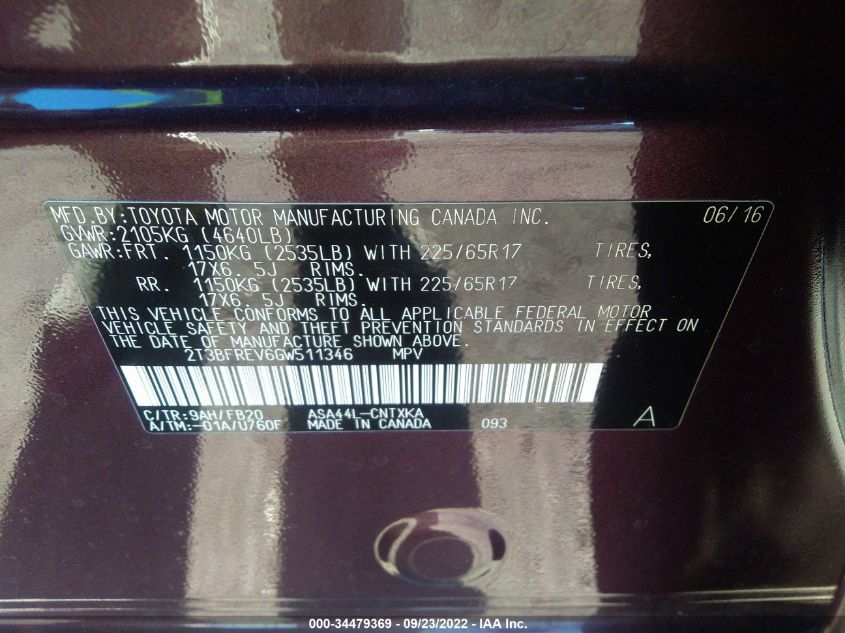 MFD.BY:TOYOTA MOTOR MANUFACTURING CANADA INC. 06/16
GVWR:2105KG (4640LB)
GAWR:FRT. 1150KG (2535LB) WITH 225/65R17 TIRES,
17X6.5J RIMS.
RR. 1150KG (2535LB) WITH 225/65R17 TIRES,
17X6.5J RIMS.
THIS VEHICLE CONFORMS TO ALL APPLICABLE FEDERAL MOTOR
VEHICLE SAFETY AND THEFT PREVENTION STANDARDS IN EFFECT ON
THE DATE OF MANUFACTURE SHOWN ABOVE.
2T3BFREV6GW511346 MPV
C/TR:9AH/FB20 ASA44L-CNTXKA
A/TM:-01A/U760F MADE IN CANADA 093 A
000-34479369 - 09/23/2022 - IAA Inc.